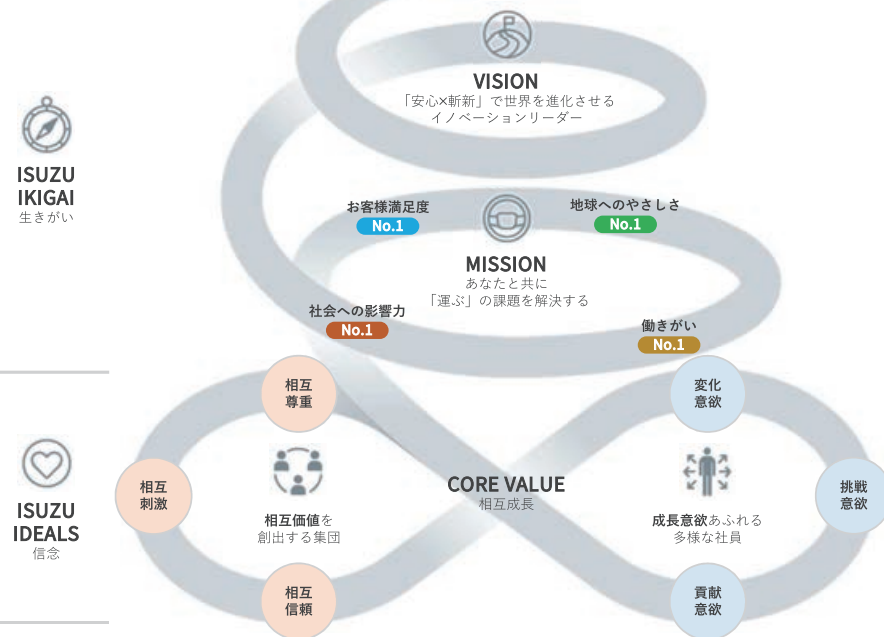 VISION
「安心×斬新」で世界を進化させる
イノベーションリーダー
ISUZU
IKIGAI
生きがい
お客様満足度
No.1
地球へのやさしさ
No.1
MISSION
あなたと共に
「運ぶ」の課題を解決する
社会への影響力
No.1
働きがい
No.1
相互
尊重
変化
意欲
相互
刺激
挑戦
意欲
CORE VALUE
相互成長
ISUZU
IDEALS
信念
相互価値を
創出する集団
成長意欲あふれる
多様な社員
相互
信頼
貢献
意欲